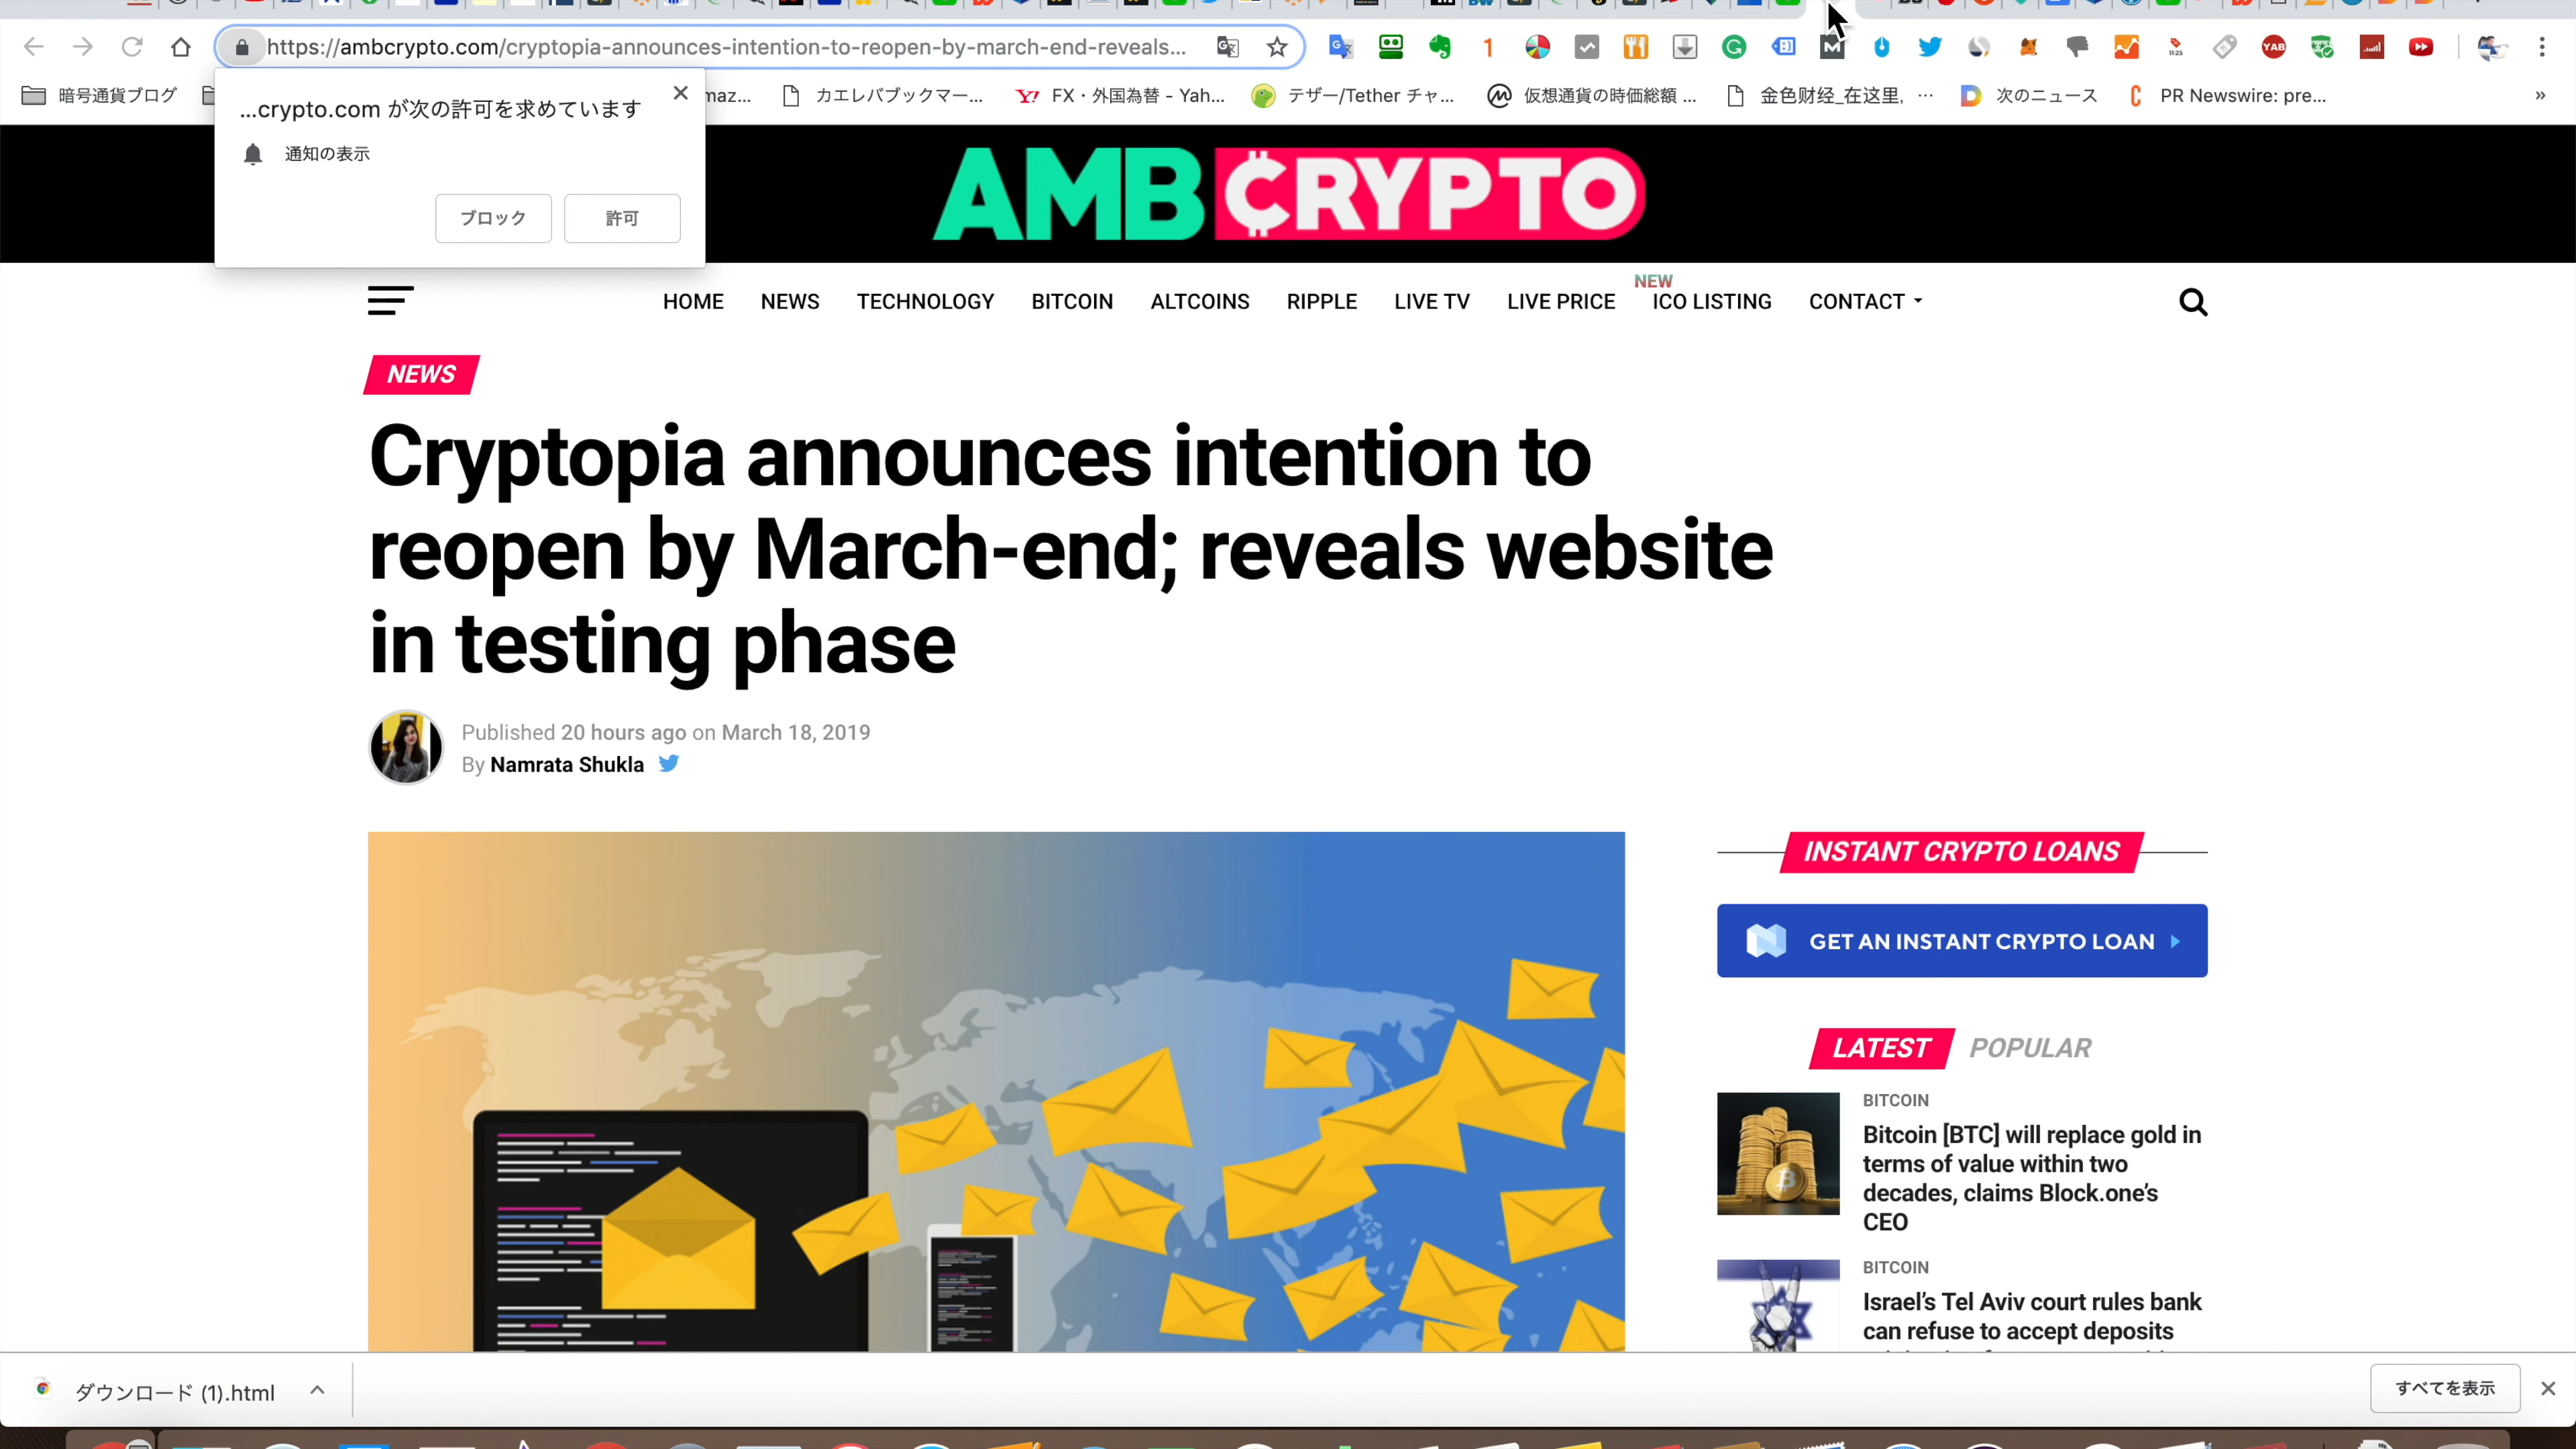 https://ambcrypto.com/cryptopia-announces-intention-to-reopen-by-march-end-reveals...
暗号通貨ブログ
maz...
カエレバブックマー...
FX・外国為替 - Yah...
テザー/Tether チャ...
仮想通貨の時価総額 ...
金色财经_在这里, ...
次のニュース
PR Newswire: pre...
»
...crypto.com が次の許可を求めています
通知の表示
ブロック
許可
AMBCRYPTO
NEW
HOME NEWS TECHNOLOGY BITCOIN ALTCOINS RIPPLE LIVE TV LIVE PRICE ICO LISTING CONTACT
NEWS
Cryptopia announces intention to
reopen by March-end; reveals website
in testing phase
Published 20 hours ago on March 18, 2019
By Namrata Shukla
INSTANT CRYPTO LOANS
GET AN INSTANT CRYPTO LOAN
LATEST POPULAR
BITCOIN
Bitcoin [BTC] will replace gold in
terms of value within two
decades, claims Block.one’s
CEO
BITCOIN
Israel’s Tel Aviv court rules bank
can refuse to accept deposits
ダウンロード (1).html
すべてを表示